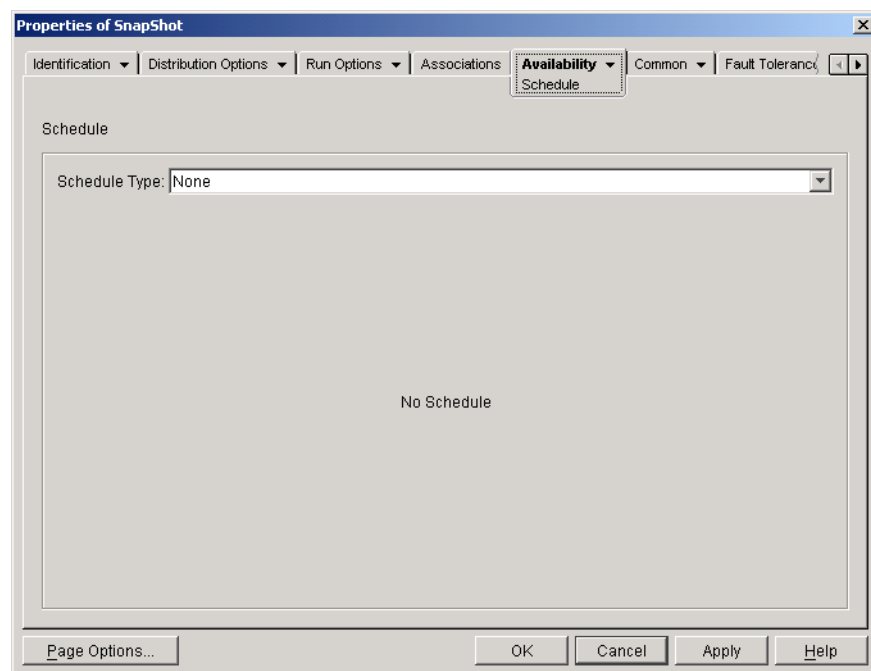 Properties of SnapShot
Identification Distribution Options Run Options Associations Availability Common Fault Tolerance
Schedule
Schedule
Schedule Type: None
No Schedule
Page Options... OK Cancel Apply Help